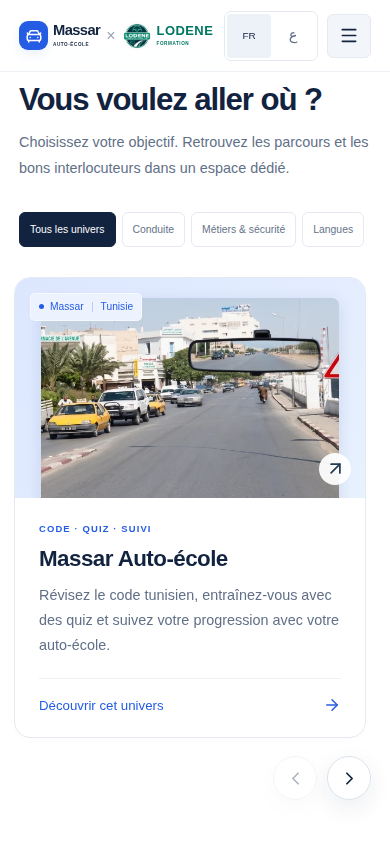 Massar
AUTO-ÉCOLE
×
LODENE
LODENE
FORMATION
FR
ع
Vous voulez aller où ?
Choisissez votre objectif. Retrouvez les parcours et les
bons interlocuteurs dans un espace dédié.
Tous les univers
Conduite
Métiers & sécurité
Langues
Massar | Tunisie
CODE · QUIZ · SUIVI
Massar Auto-école
Révisez le code tunisien, entraînez-vous avec
des quiz et suivez votre progression avec votre
auto-école.
Découvrir cet univers